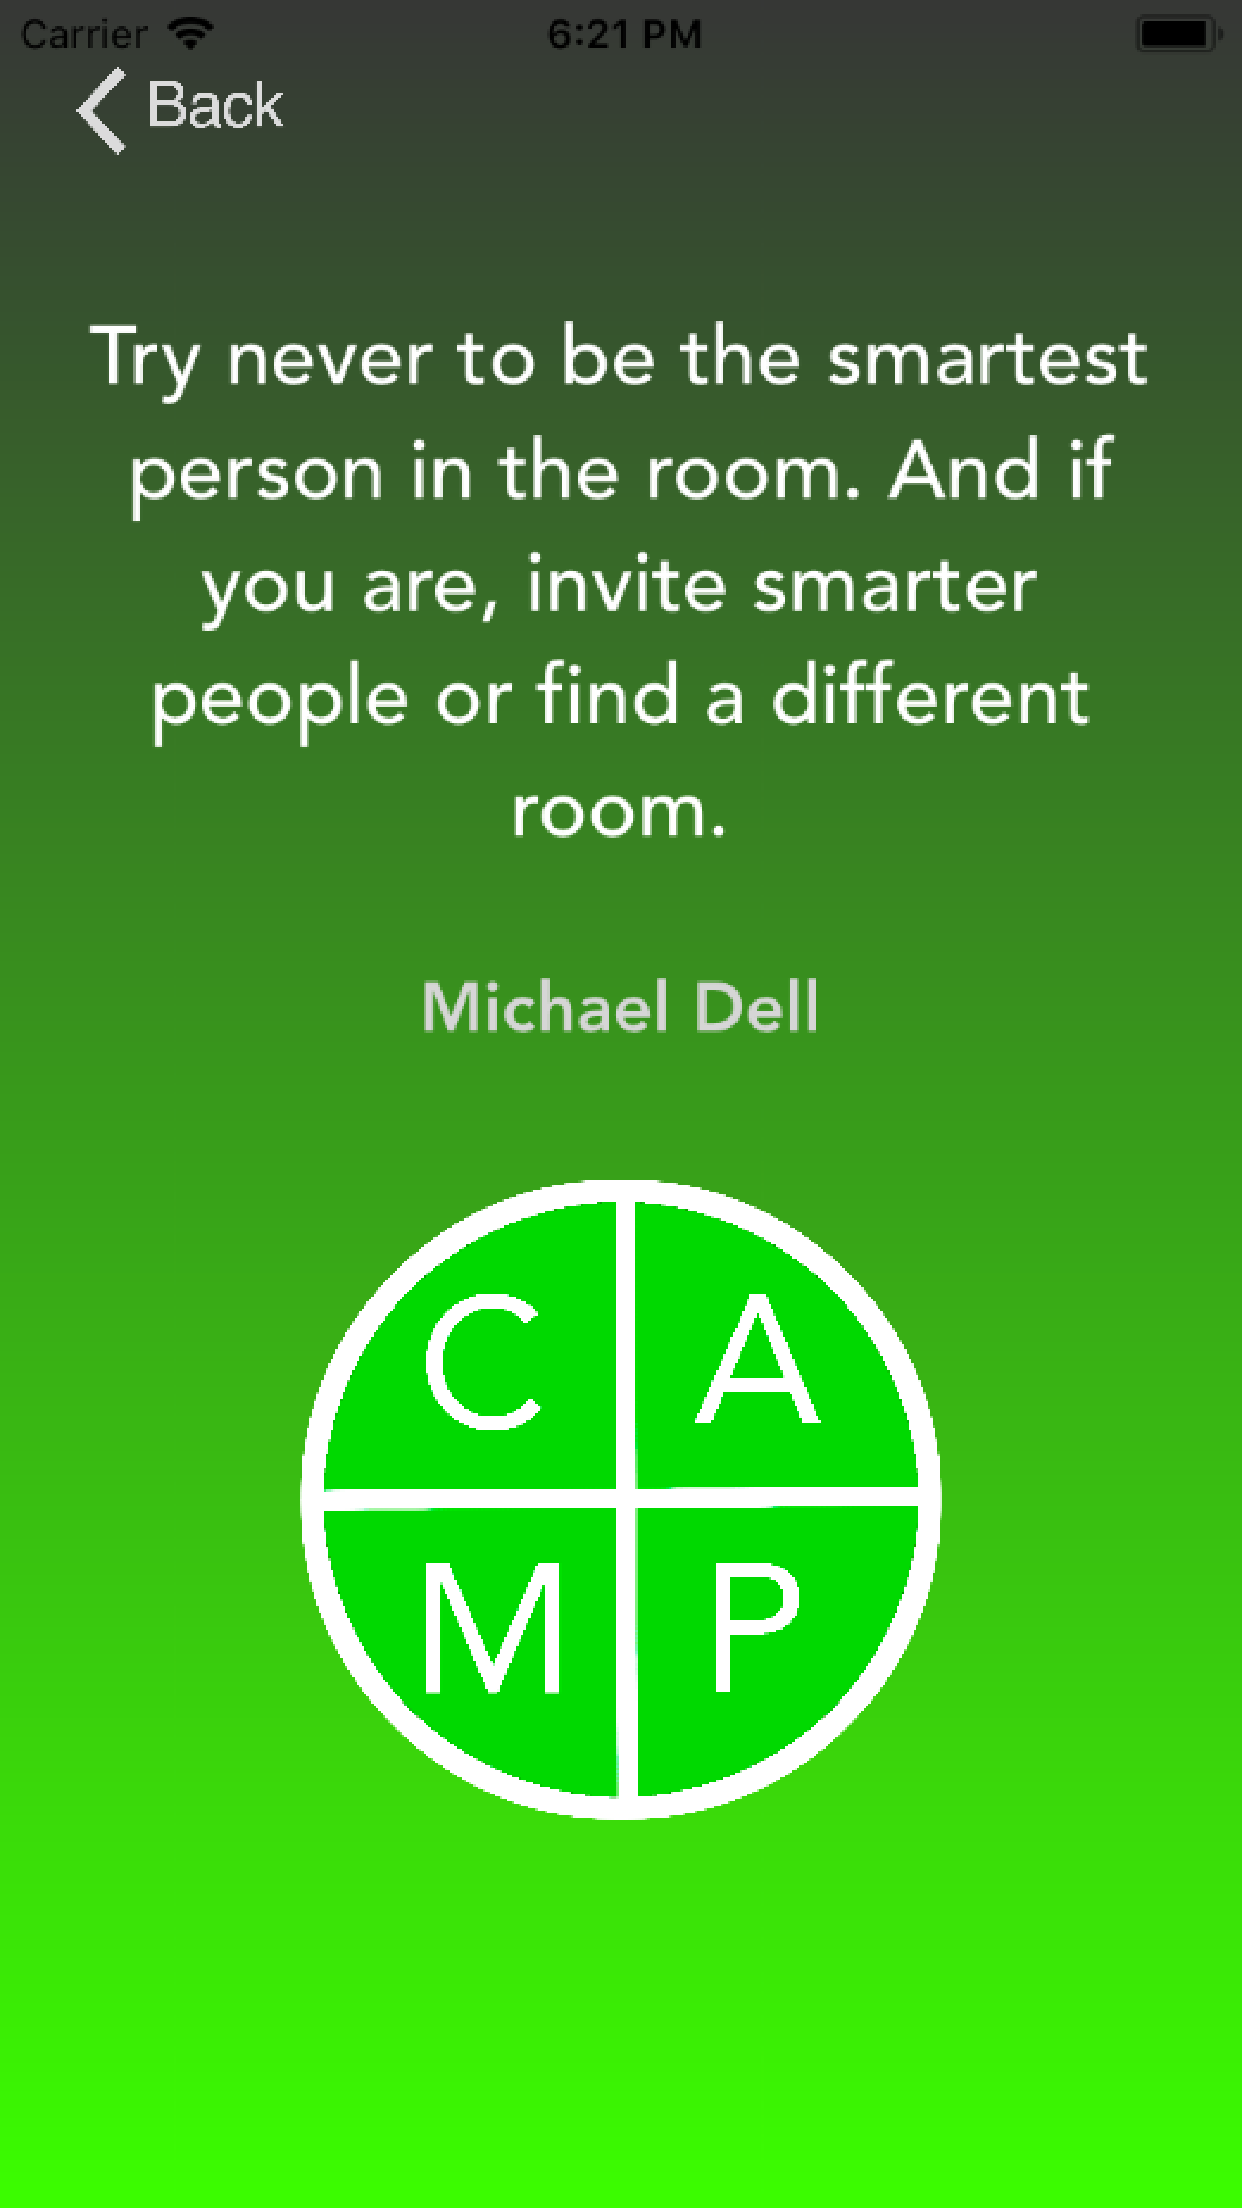 Carrier 6:21 PM
Back
Try never to be the smartest
person in the room. And if
you are, invite smarter
people or find a different
room.
Michael Dell
C A
M P